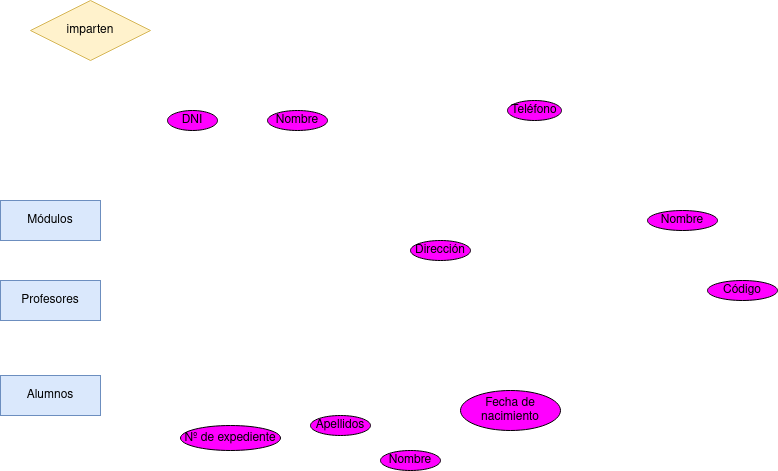 imparten
DNI
Nombre
Teléfono
Módulos
Nombre
Dirección
Profesores
Código
Alumnos
Fecha de
nacimiento
Apellidos
Nº de expediente
Nombre